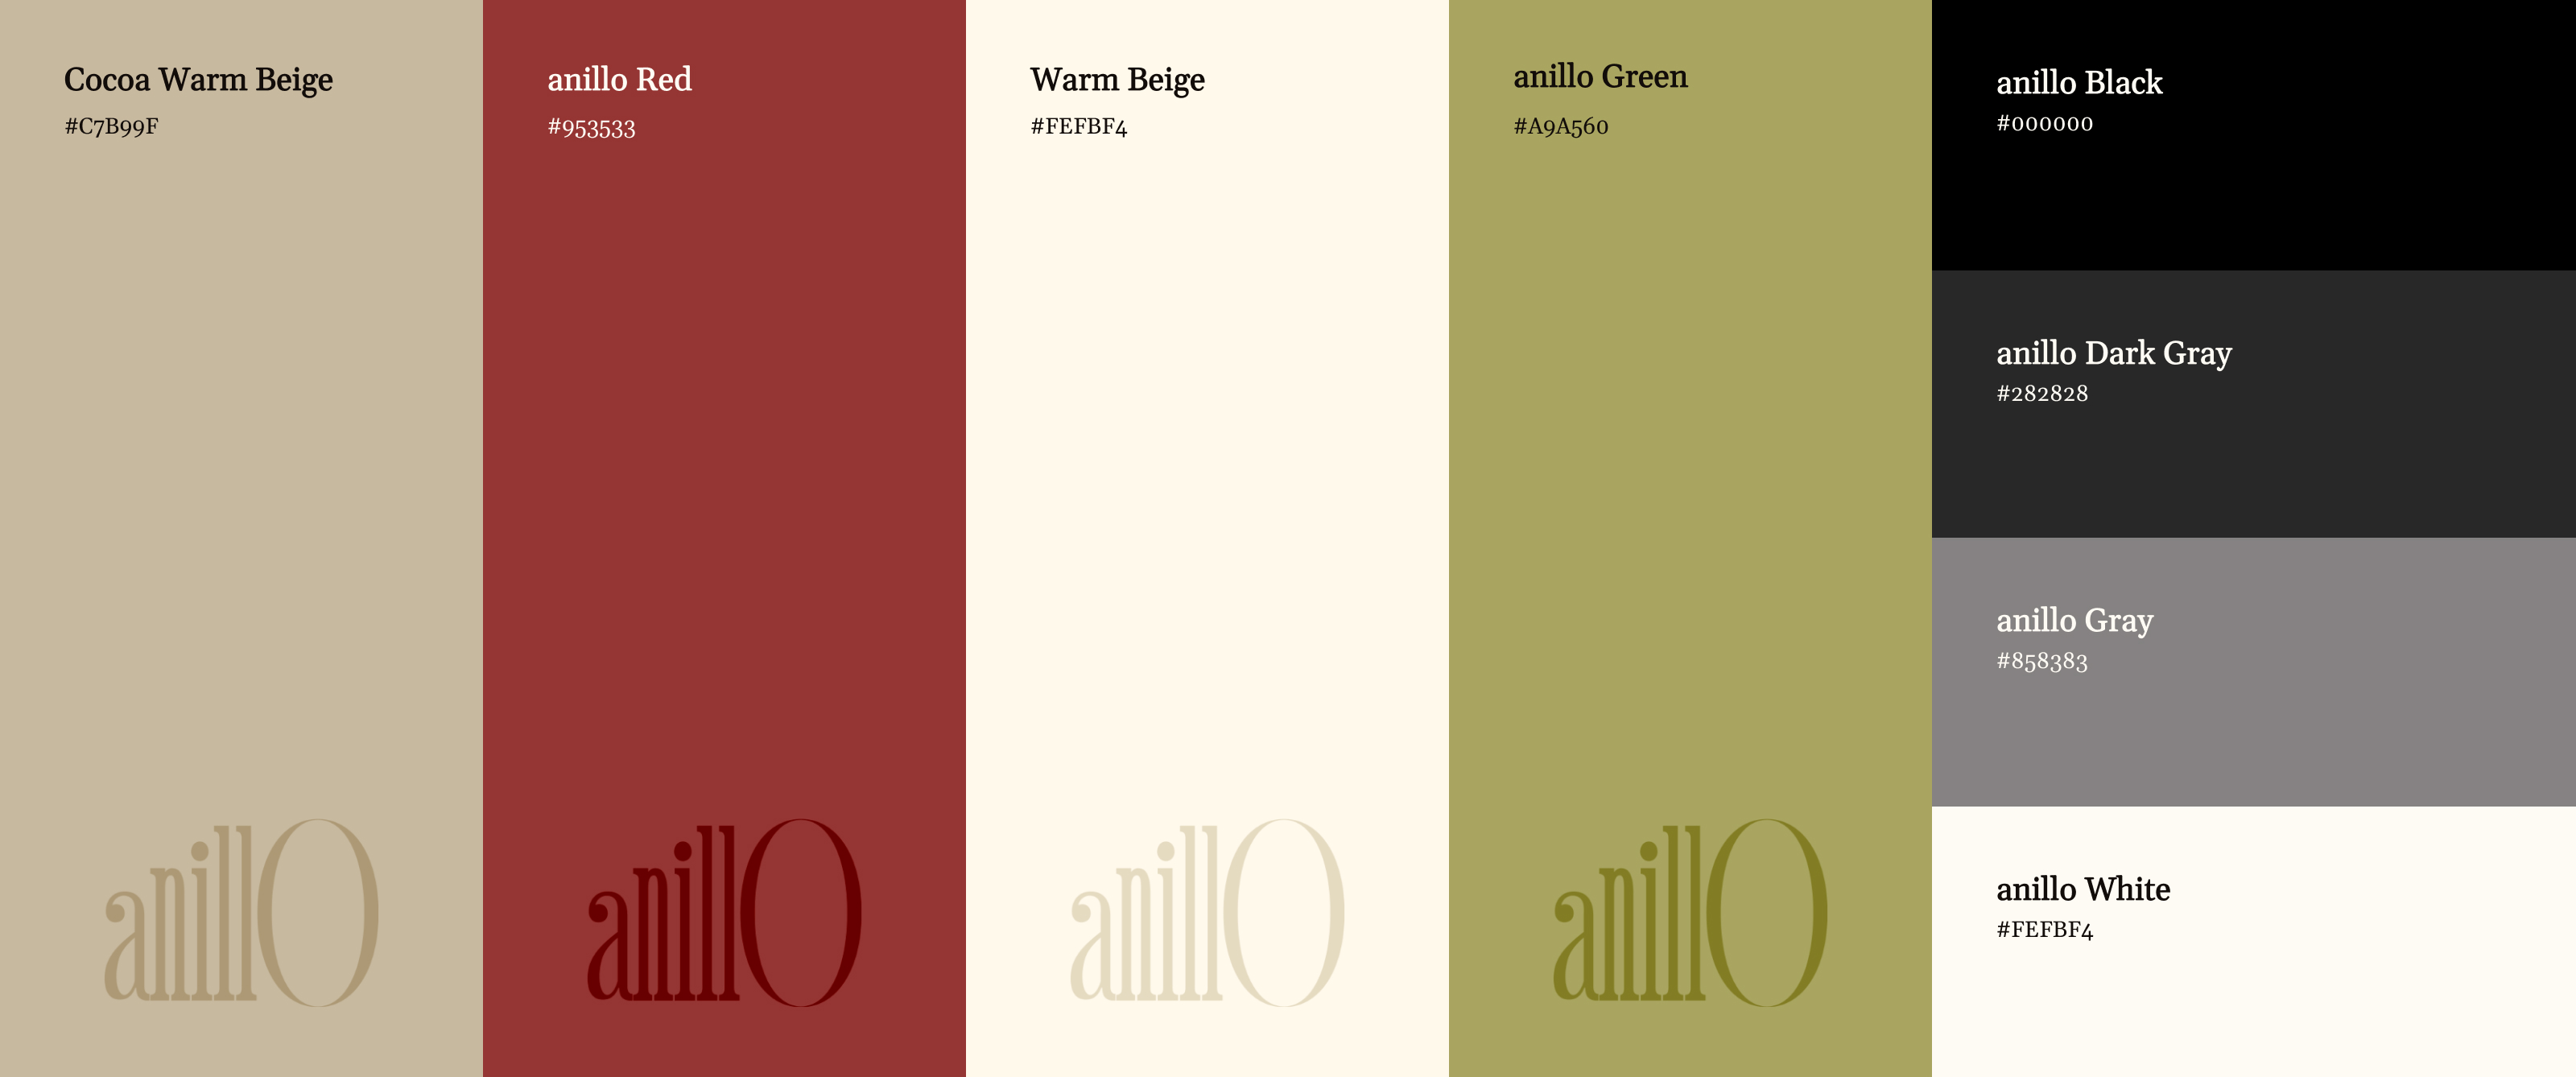 Cocoa Warm Beige
#C7B99F
anillO
anillo Red
#953533
anillO
Warm Beige
#FEFBF4
anillO
anillo Green
#A9A560
anillO
anillo Black
#000000
anillo Dark Gray
#282828
anillo Gray
#858383
anillo White
#FEFBF4